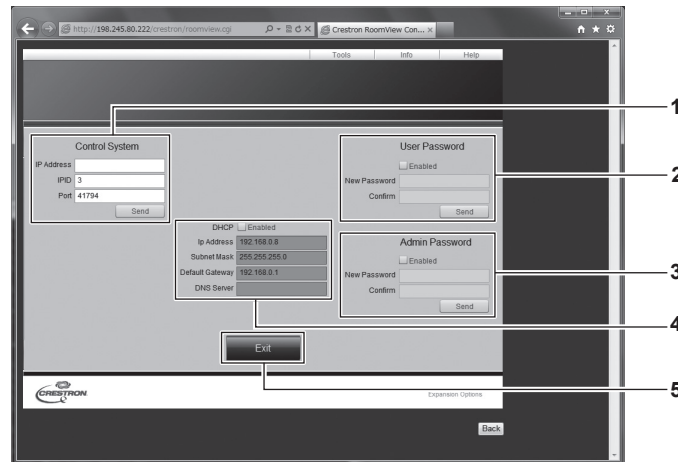 http://198.245.80.222/crestron/roomview.cgi
Crestron RoomView Con... ×
Tools Info Help
1
Control System
IP Address
IPID 3
Port 41794
Send
User Password
Enabled
New Password
Confirm
Send
2
DHCP Enabled
Ip Address 192.168.0.8
Subnet Mask 255.255.255.0
Default Gateway 192.168.0.1
DNS Server
Admin Password
Enabled
New Password
Confirm
Send
3
4
Exit
5
CRESTRON
Expansion Options
Back